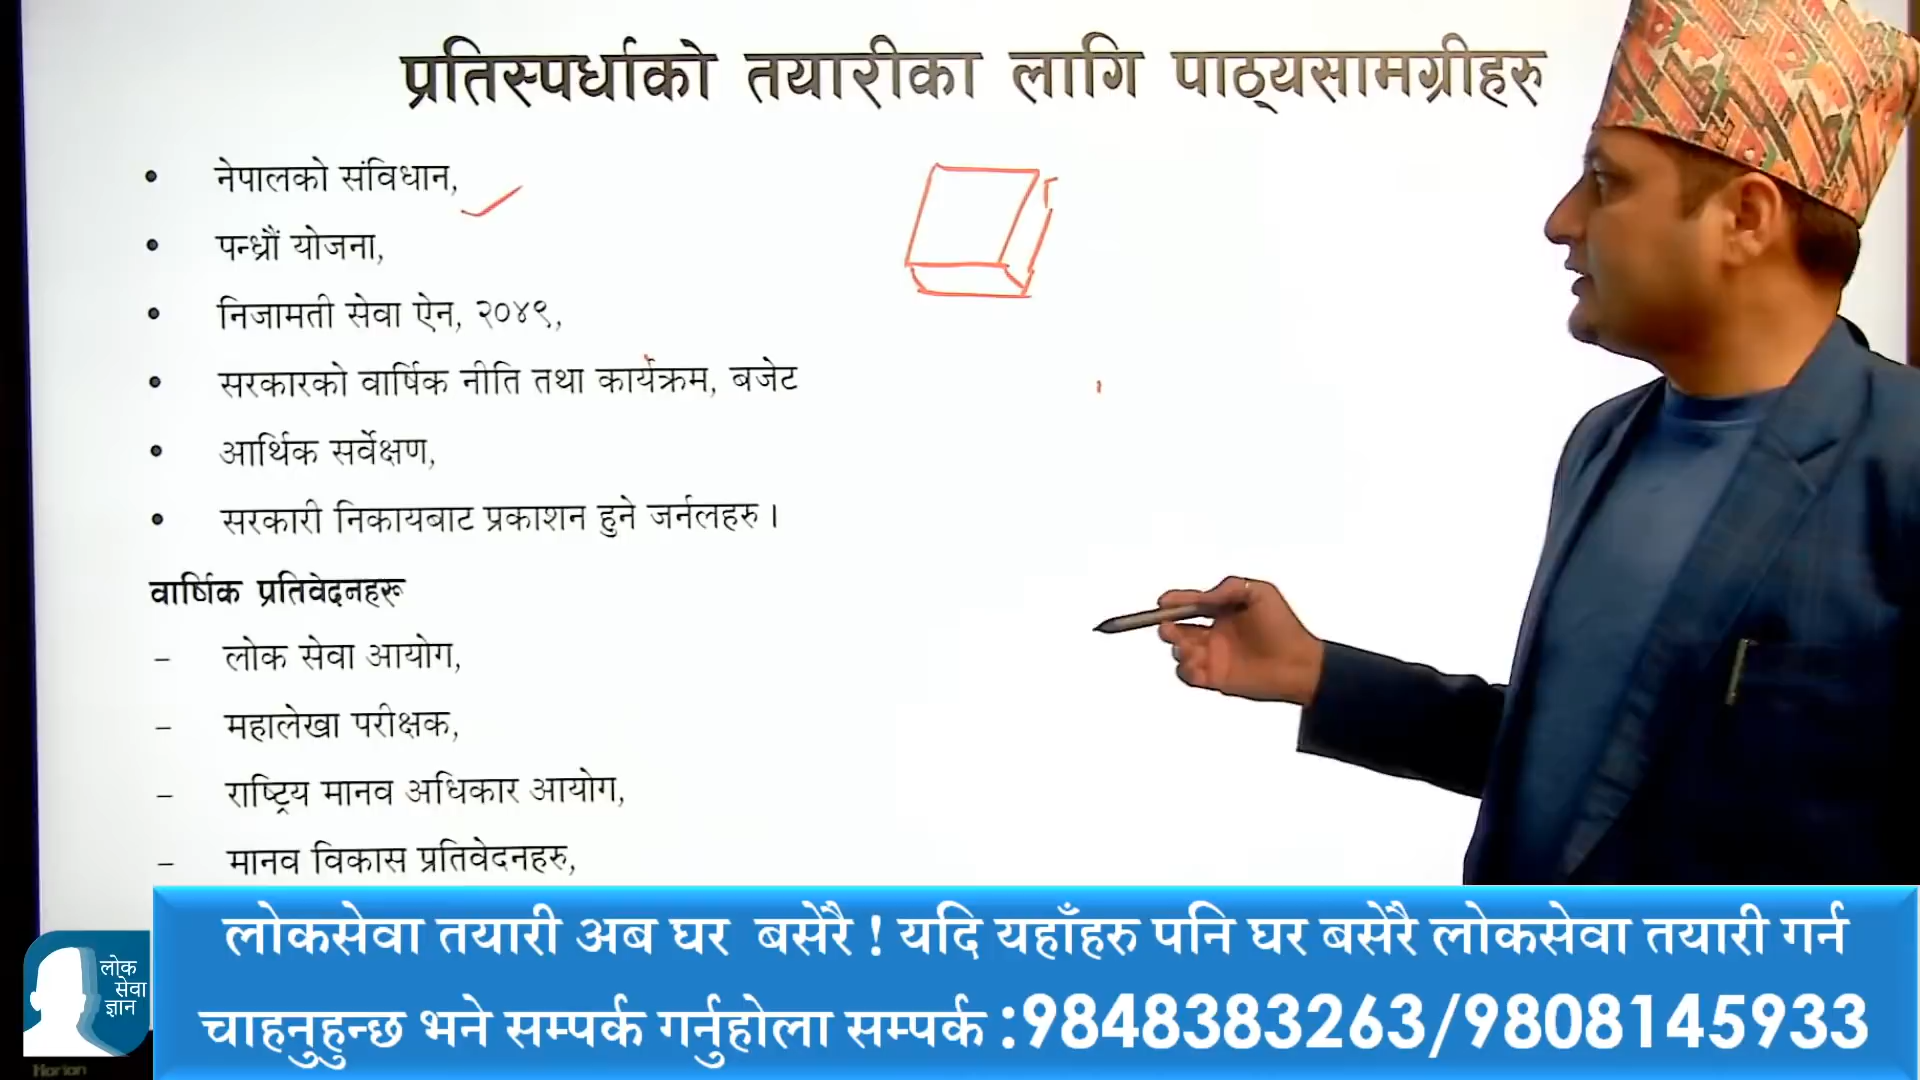 प्रतिस्पर्धाको तयारीका लागि पाठ्यसामग्रीहरु
• नेपालको संविधान,
• पन्ध्रौं योजना,
• निजामती सेवा ऐन, २०४९,
• सरकारको वार्षिक नीति तथा कार्यक्रम, बजेट
• आर्थिक सर्वेक्षण,
• सरकारी निकायबाट प्रकाशन हुने जर्नलहरु ।
वार्षिक प्रतिवेदनहरू
– लोक सेवा आयोग,
– महालेखा परीक्षक,
– राष्ट्रिय मानव अधिकार आयोग,
– मानव विकास प्रतिवेदनहरु,
लोकसेवा तयारी अब घर बसेरै ! यदि यहाँहरु पनि घर बसेरै लोकसेवा तयारी गर्न
चाहनुहुन्छ भने सम्पर्क गर्नुहोला सम्पर्क :9848383263/9808145933
लोक
सेवा
ज्ञान
Horion